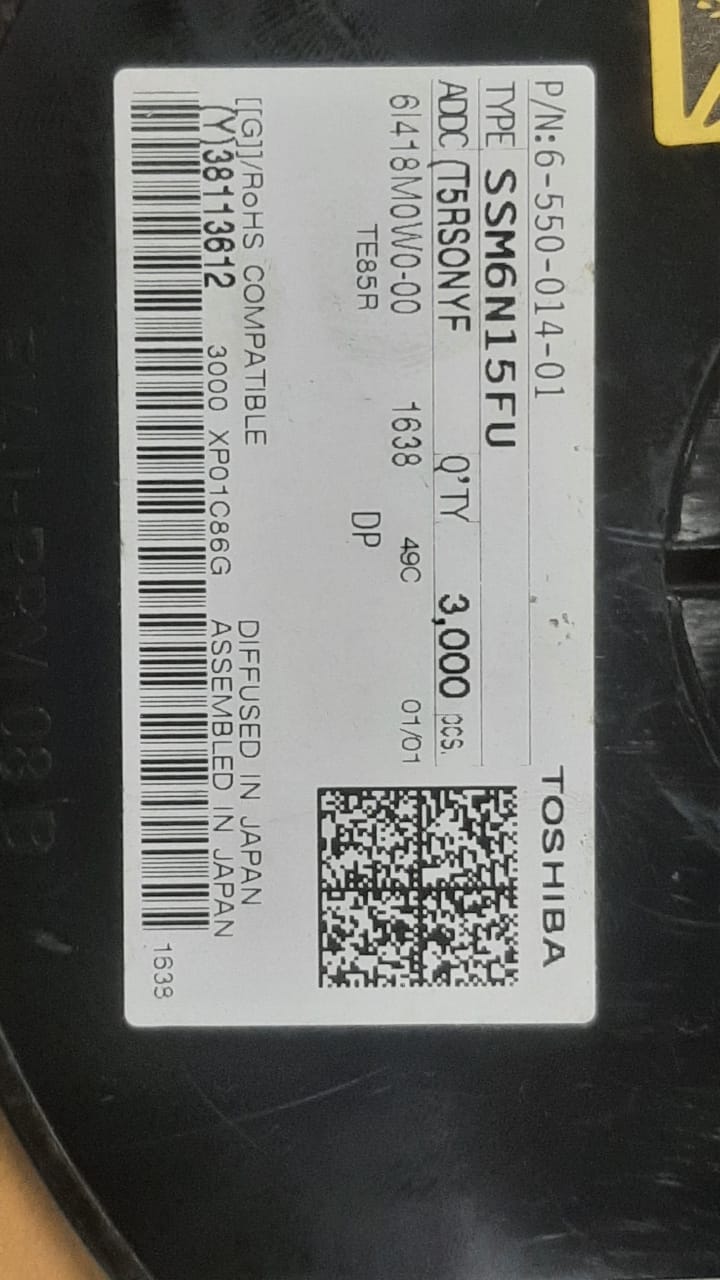 P/N:6-550-014-01 TOSHIBA
TYPE SSM6N15FU
ADDC (T5RSONYF Q'TY 3,000 PCS.
6I418M0W0-00 1638 49C 01/01
TE85R DP
[[G]]/RoHS COMPATIBLE DIFFUSED IN JAPAN
(Y)38113612 3000 XP01C86G ASSEMBLED IN JAPAN
1638